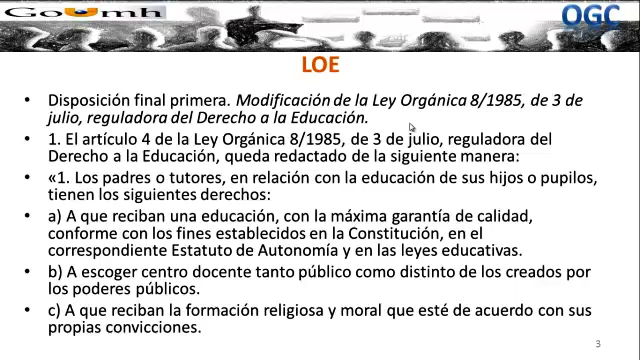 GoUmh
OGC
LOE
• Disposición final primera. Modificación de la Ley Orgánica 8/1985, de 3 de
julio, reguladora del Derecho a la Educación.
• 1. El artículo 4 de la Ley Orgánica 8/1985, de 3 de julio, reguladora del
Derecho a la Educación, queda redactado de la siguiente manera:
• «1. Los padres o tutores, en relación con la educación de sus hijos o pupilos,
tienen los siguientes derechos:
• a) A que reciban una educación, con la máxima garantía de calidad,
conforme con los fines establecidos en la Constitución, en el
correspondiente Estatuto de Autonomía y en las leyes educativas.
• b) A escoger centro docente tanto público como distinto de los creados por
los poderes públicos.
• c) A que reciban la formación religiosa y moral que esté de acuerdo con sus
propias convicciones.
3